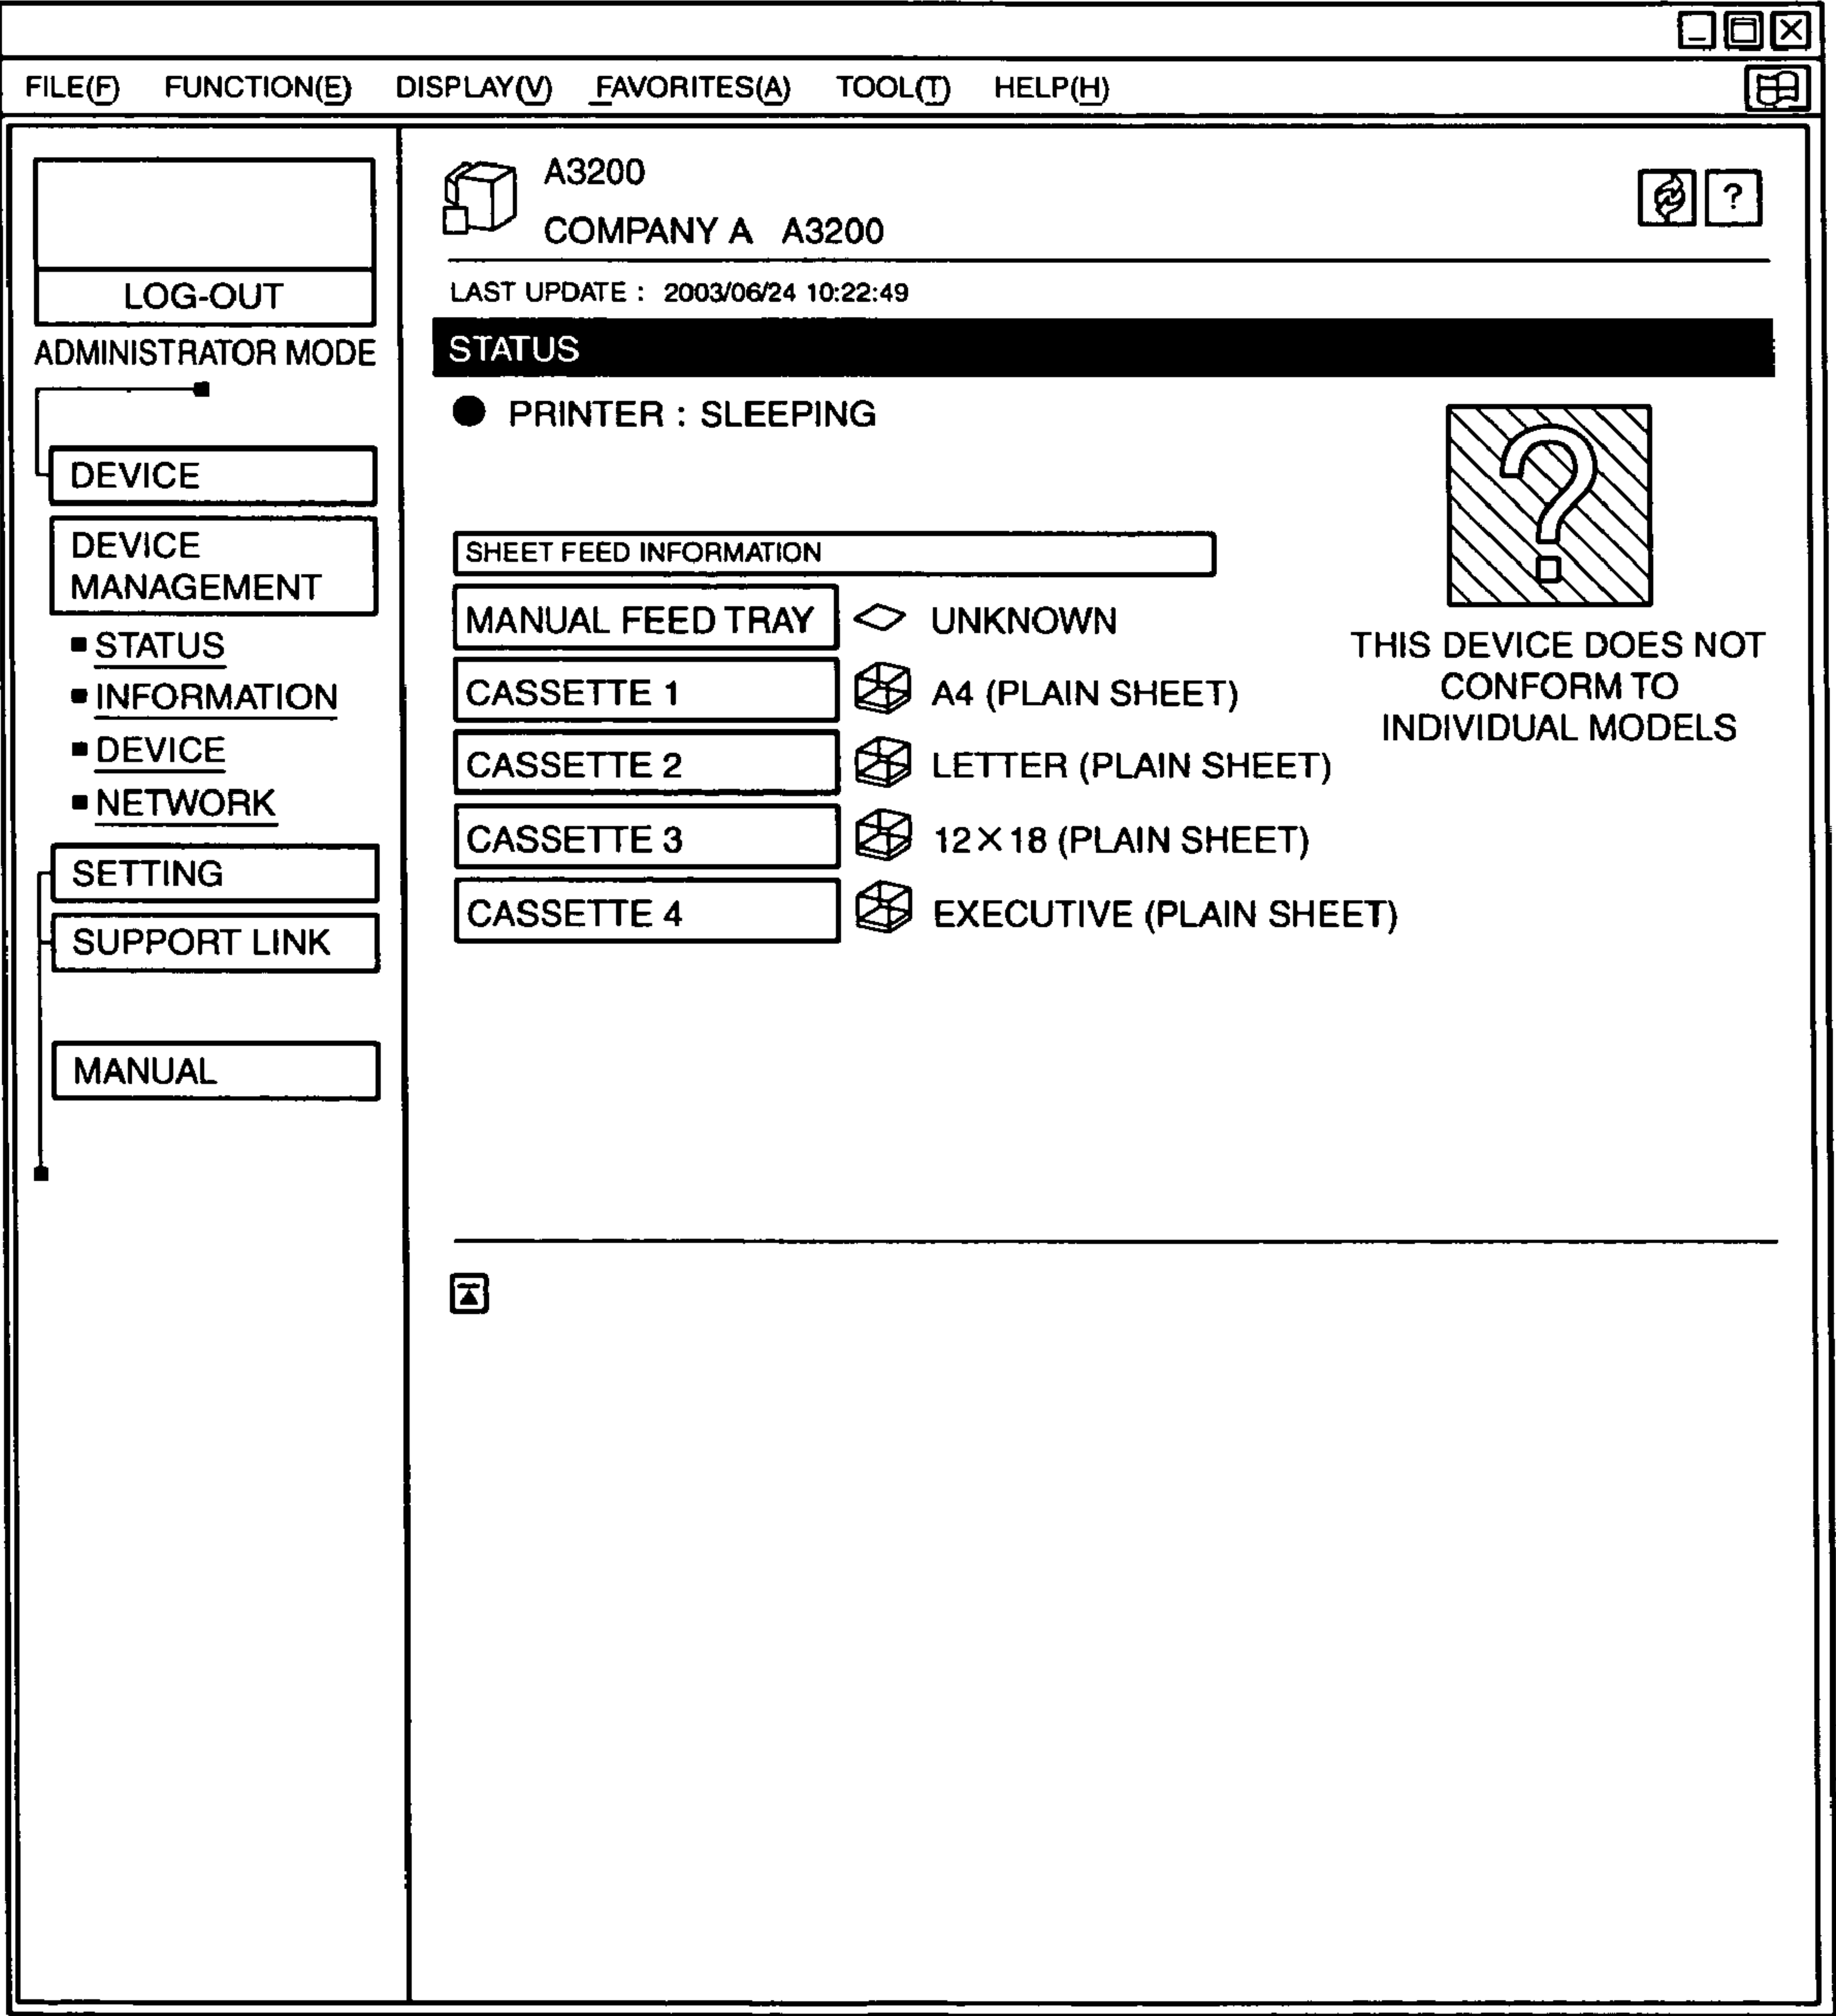 FILE(F) FUNCTION(E) DISPLAY(V) FAVORITES(A) TOOL(T) HELP(H)
LOG-OUT
ADMINISTRATOR MODE
DEVICE
DEVICE
MANAGEMENT
STATUS
INFORMATION
DEVICE
NETWORK
SETTING
SUPPORT LINK
MANUAL
A3200
COMPANY A A3200
?
LAST UPDATE : 2003/06/24 10:22:49
STATUS
PRINTER : SLEEPING
?
THIS DEVICE DOES NOT
CONFORM TO
INDIVIDUAL MODELS
SHEET FEED INFORMATION
MANUAL FEED TRAY UNKNOWN
CASSETTE 1 A4 (PLAIN SHEET)
CASSETTE 2 LETTER (PLAIN SHEET)
CASSETTE 3 12×18 (PLAIN SHEET)
CASSETTE 4 EXECUTIVE (PLAIN SHEET)